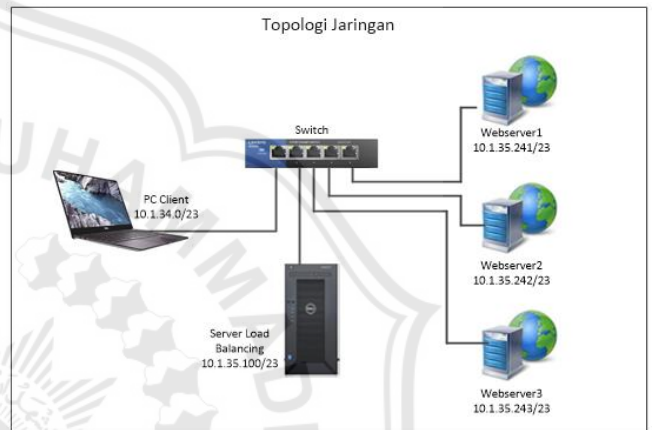 Topologi Jaringan
Switch
Webserver1
10.1.35.241/23
PC Client
10.1.34.0/23
Webserver2
10.1.35.242/23
Server Load
Balancing
10.1.35.100/23
Webserver3
10.1.35.243/23
UHAMMAD